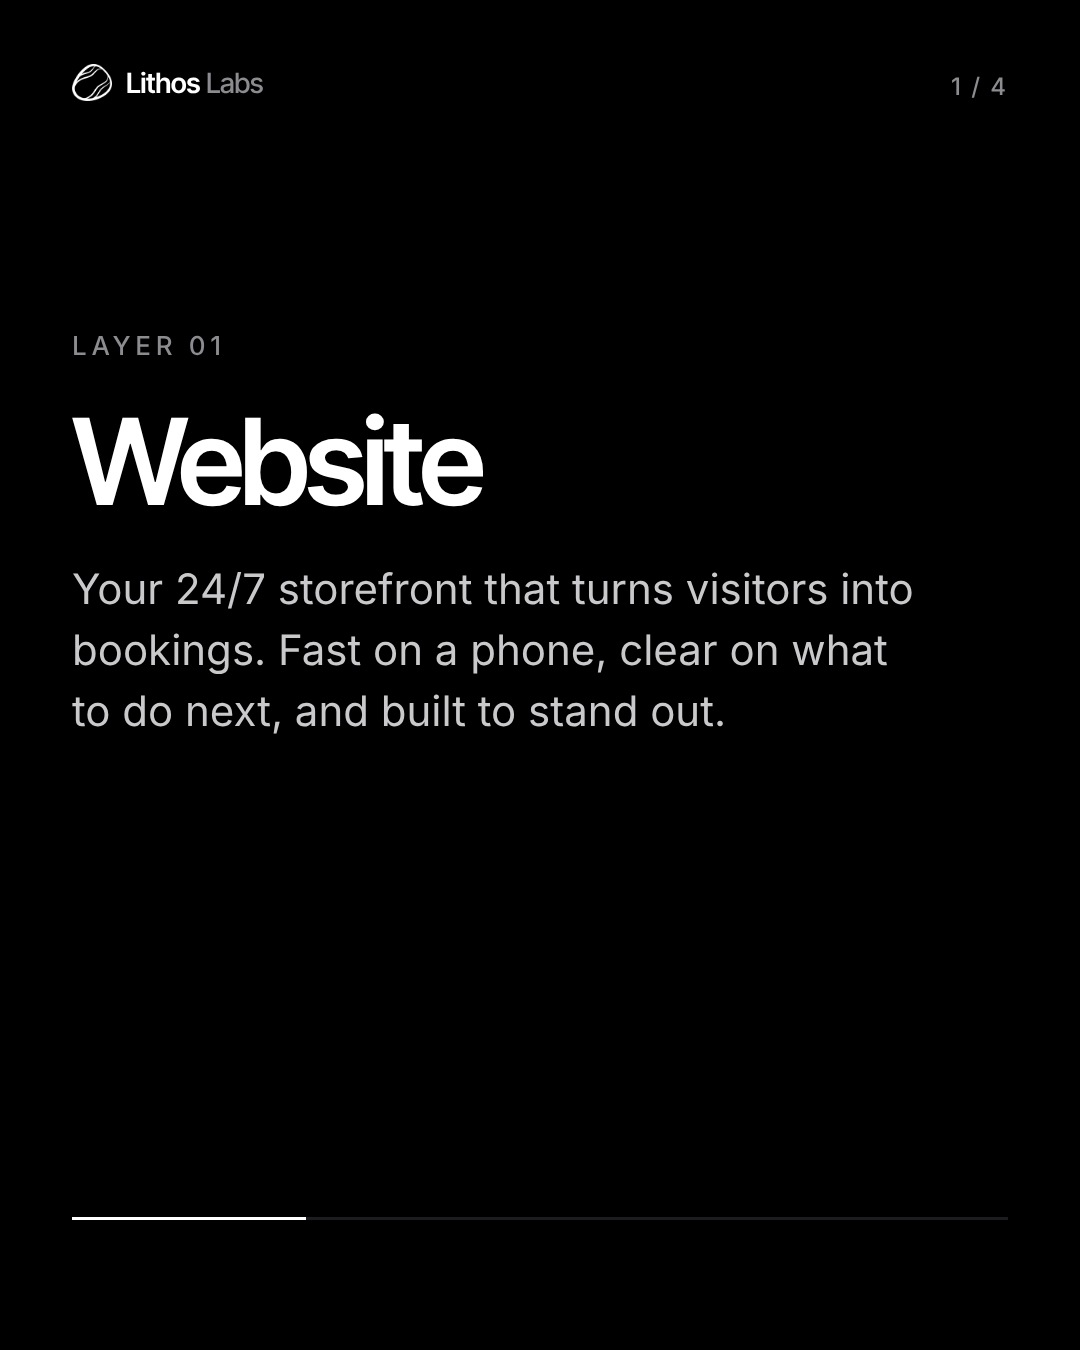 Lithos Labs
1 / 4
LAYER 01
Website
Your 24/7 storefront that turns visitors into
bookings. Fast on a phone, clear on what
to do next, and built to stand out.